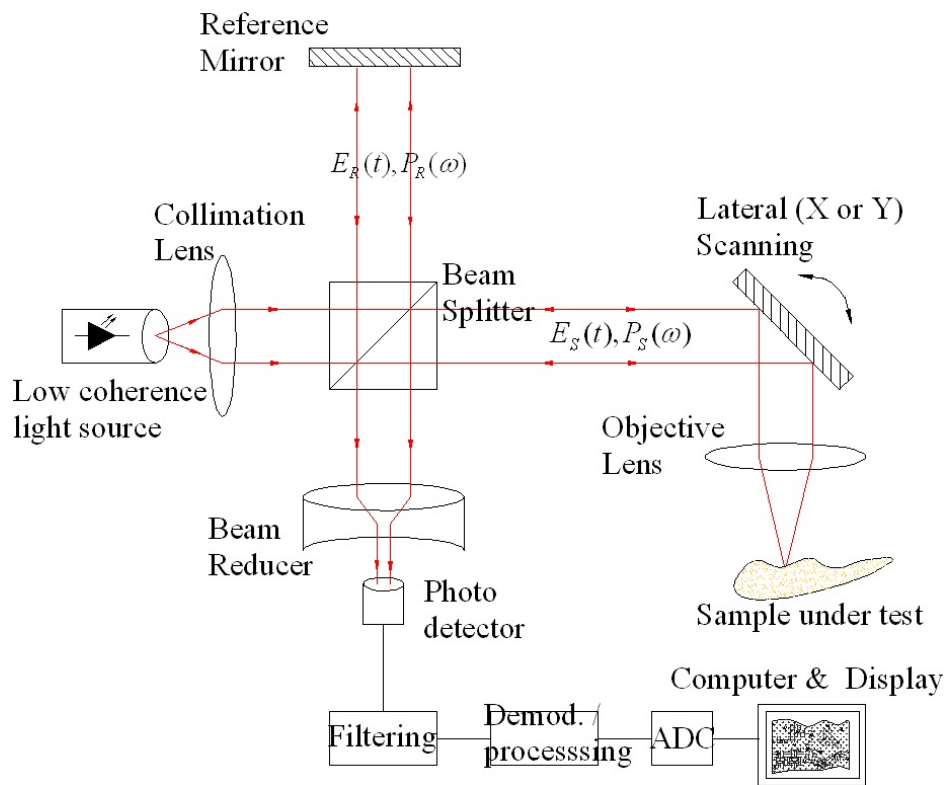 Reference
Mirror
E_R(t), P_R(ω)
Collimation
Lens
Lateral (X or Y)
Scanning
Beam
Splitter
E_S(t), P_S(ω)
Low coherence
light source
Objective
Lens
Beam
Reducer
Photo
detector
Sample under test
Computer & Display
Filtering
Demod. /
processsing
ADC